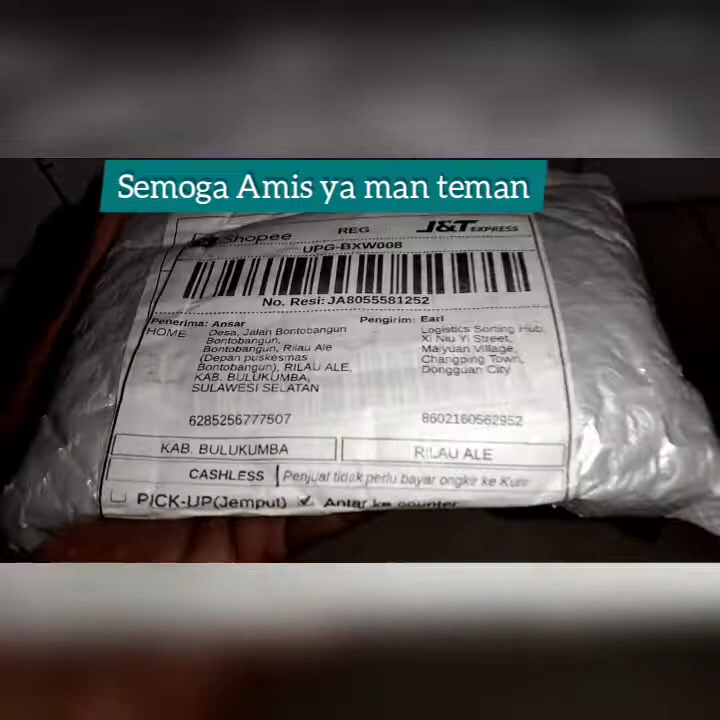 Semoga Amis ya man teman
Shopee REG J&T EXPRESS
UPG-BXW008
No. Resi: JA8055581252
Penerima: Ansar Pengirim: Earl
HOME Desa, Jalan Bontobangun
Bontobangun,
Bontobangun, Rilau Ale
(Depan puskesmas
Bontobangun), RILAU ALE,
KAB. BULUKUMBA,
SULAWESI SELATAN
Logistics Sorting Hub,
Xi Niu Yi Street,
Maiyuan Village,
Changping Town,
Dongguan City
6285256777507 8602160562952
KAB. BULUKUMBA RILAU ALE
CASHLESS Penjual tidak perlu bayar ongkir ke Kurir
PICK-UP(Jemput) Antar ke counter